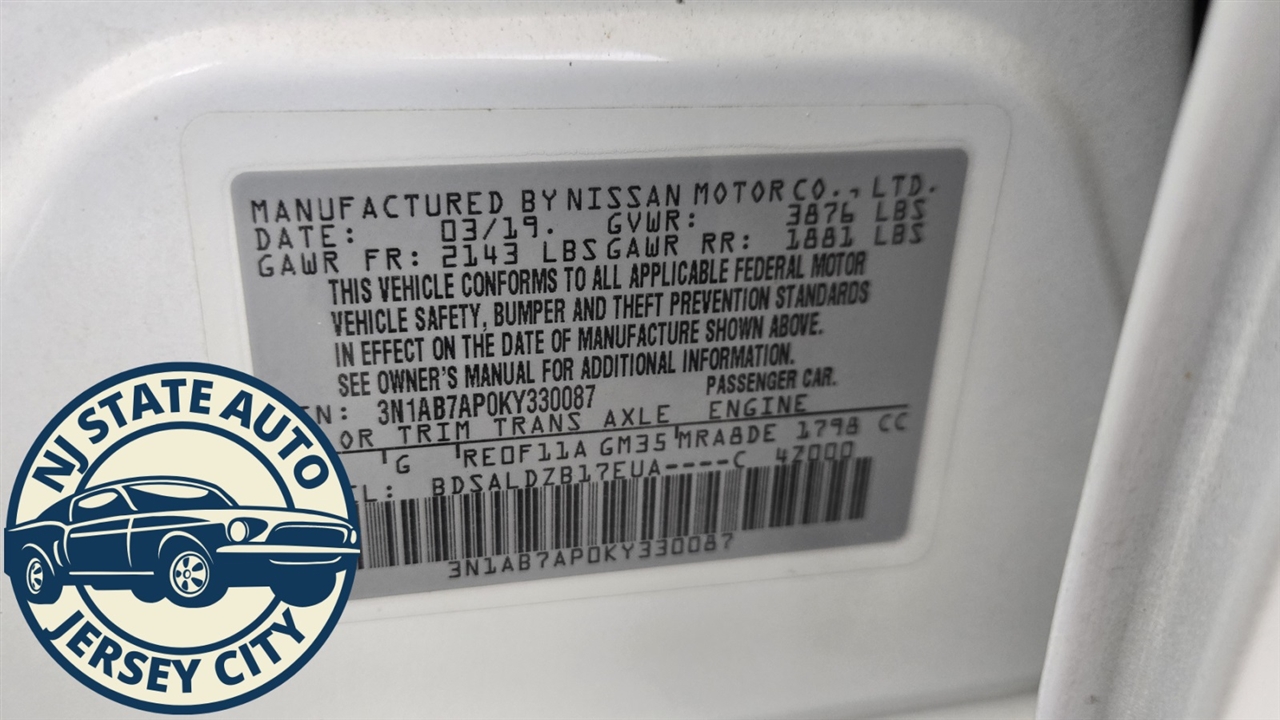 MANUFACTURED BY NISSAN MOTOR CO., LTD.
DATE: 03/19. GVWR: 3876 LBS
GAWR FR: 2143 LBS GAWR RR: 1881 LBS
THIS VEHICLE CONFORMS TO ALL APPLICABLE FEDERAL MOTOR
VEHICLE SAFETY, BUMPER AND THEFT PREVENTION STANDARDS
IN EFFECT ON THE DATE OF MANUFACTURE SHOWN ABOVE.
SEE OWNER'S MANUAL FOR ADDITIONAL INFORMATION.
3N1AB7AP0KY330087 PASSENGER CAR.
OR TRIM TRANS AXLE ENGINE
G RE0F11A GM35 MRA8DE 1798 CC
EL: BDSALDZB17EUA----C 4Z000
3N1AB7AP0KY330087
NJ STATE AUTO
JERSEY CITY